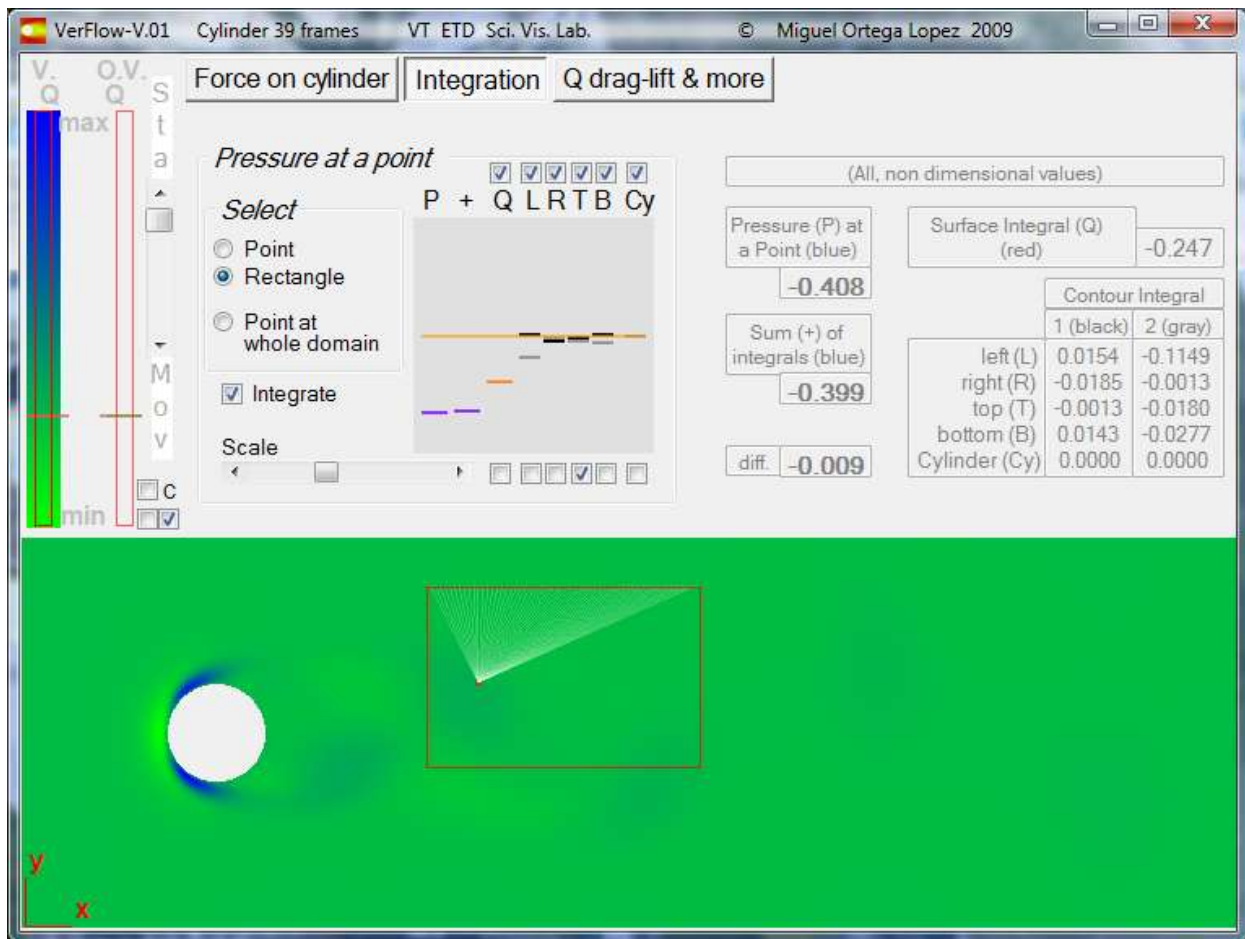 VerFlow-V.01 Cylinder 39 frames VT ETD Sci. Vis. Lab. © Miguel Ortega Lopez 2009
V. Q O.V. Q
max
min
Sta
Mov
C
Force on cylinder Integration Q drag-lift & more
Pressure at a point
Select
Point
Rectangle
Point at
whole domain
Integrate
Scale
P + Q L R T B Cy
(All, non dimensional values)
Pressure (P) at
a Point (blue)
-0.408
Sum (+) of
integrals (blue)
-0.399
diff. -0.009
Surface Integral (Q)
(red)
-0.247
Contour Integral
1 (black) 2 (gray)
left (L) 0.0154 -0.1149
right (R) -0.0185 -0.0013
top (T) -0.0013 -0.0180
bottom (B) 0.0143 -0.0277
Cylinder (Cy) 0.0000 0.0000
y
x